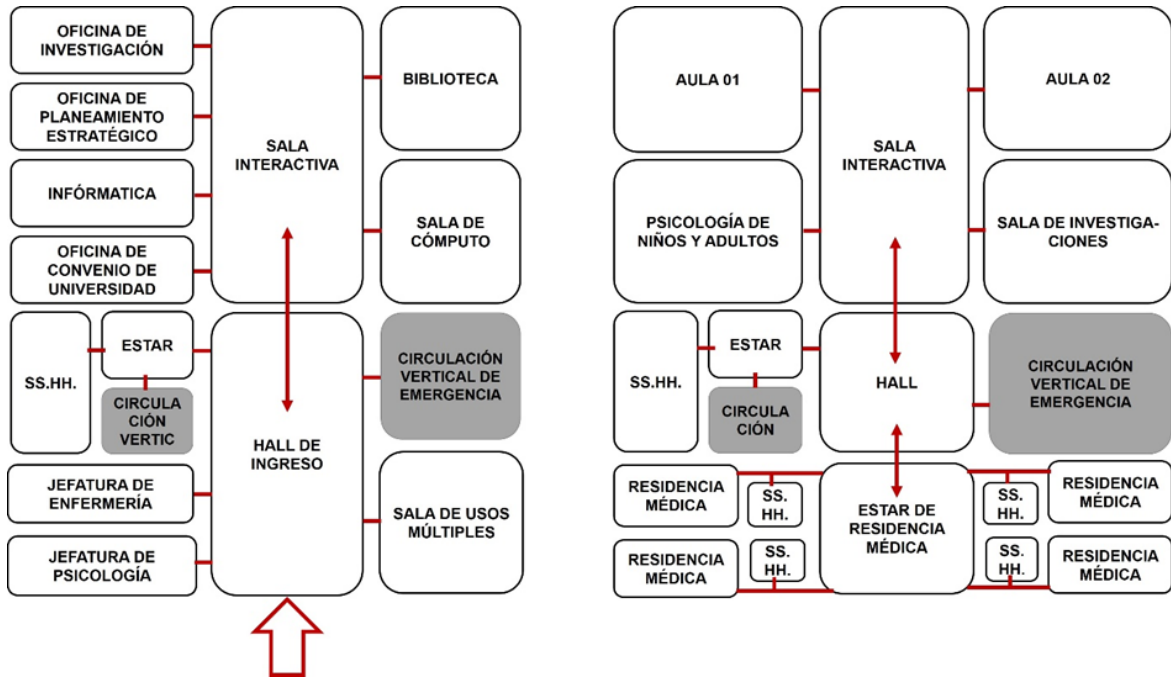 OFICINA DE
INVESTIGACIÓN
OFICINA DE
PLANEAMIENTO
ESTRATÉGICO
INFÓRMATICA
OFICINA DE
CONVENIO DE
UNIVERSIDAD
SALA
INTERACTIVA
BIBLIOTECA
SALA DE
CÓMPUTO
SS.HH.
ESTAR
CIRCULA
CIÓN
VERTIC
HALL DE
INGRESO
CIRCULACIÓN
VERTICAL DE
EMERGENCIA
JEFATURA DE
ENFERMERÍA
JEFATURA DE
PSICOLOGÍA
SALA DE USOS
MÚLTIPLES
AULA 01
SALA
INTERACTIVA
AULA 02
PSICOLOGÍA DE
NIÑOS Y ADULTOS
SALA DE INVESTIGA-
CIONES
SS.HH.
ESTAR
CIRCULA
CIÓN
HALL
CIRCULACIÓN
VERTICAL DE
EMERGENCIA
RESIDENCIA
MÉDICA
SS.
HH.
ESTAR DE
RESIDENCIA
MÉDICA
SS.
HH.
RESIDENCIA
MÉDICA
RESIDENCIA
MÉDICA
SS.
HH.
SS.
HH.
RESIDENCIA
MÉDICA